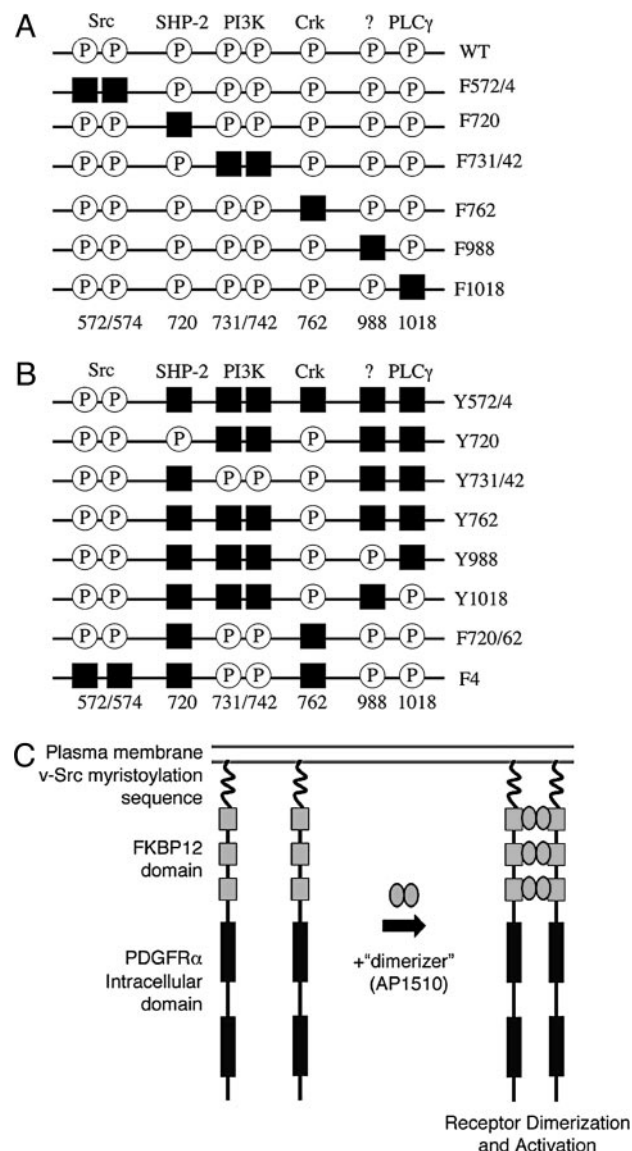 A
Src SHP-2 PI3K Crk ? PLCγ
P P P P P P P P WT
P P P P P P F572/4
P P P P P P P F720
P P P P P P F731/42
P P P P P P P F762
P P P P P P P F988
P P P P P P P F1018
572/574 720 731/742 762 988 1018
B
Src SHP-2 PI3K Crk ? PLCγ
P P Y572/4
P P P P Y720
P P P P P Y731/42
P P P Y762
P P P P Y988
P P P P Y1018
P P P P P P F720/62
P P P P F4
572/574 720 731/742 762 988 1018
C
Plasma membrane
v-Src myristoylation
sequence
FKBP12
domain
PDGFRα
Intracellular
domain
+"dimerizer"
(AP1510)
Receptor Dimerization
and Activation